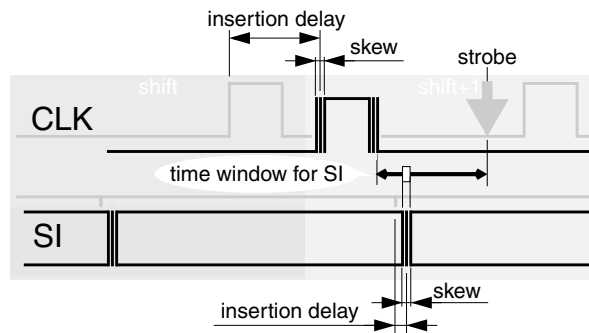 insertion delay
skew
strobe
shift
shift+1
CLK
time window for SI
SI
skew
insertion delay